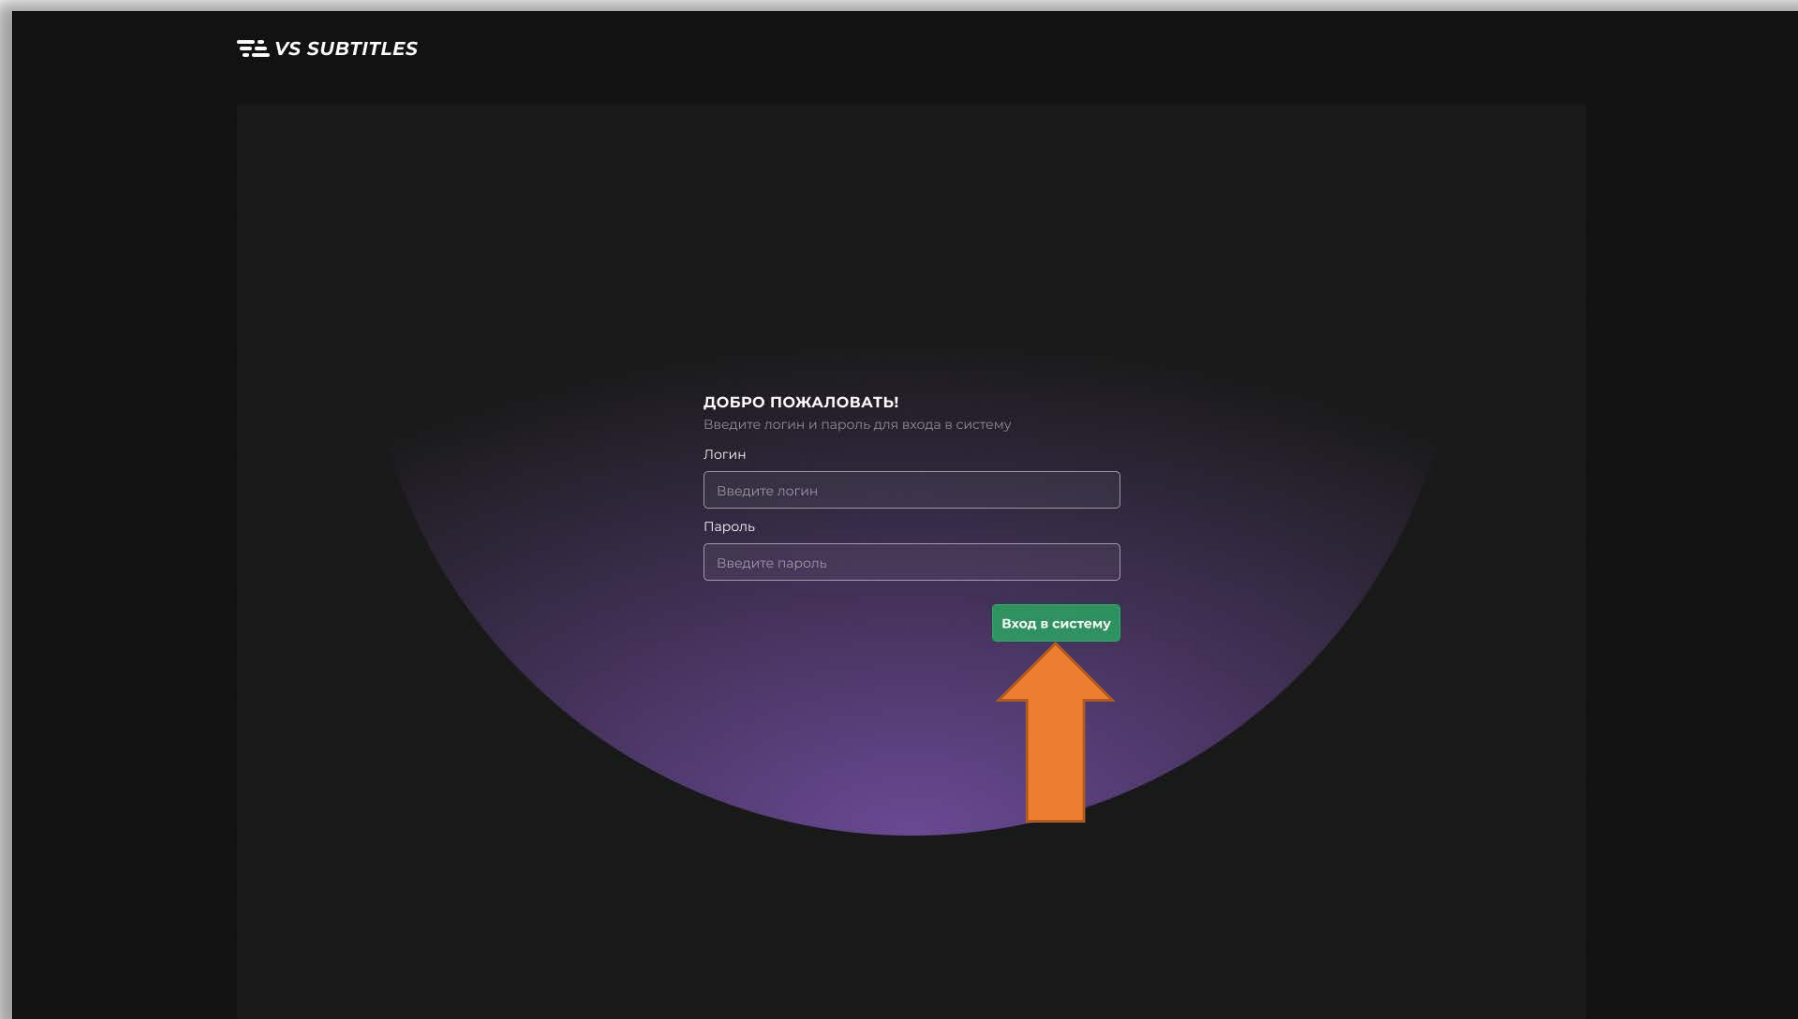 VS SUBTITLES
ДОБРО ПОЖАЛОВАТЬ!
Введите логин и пароль для входа в систему
Логин
Введите логин
Пароль
Введите пароль
Вход в систему